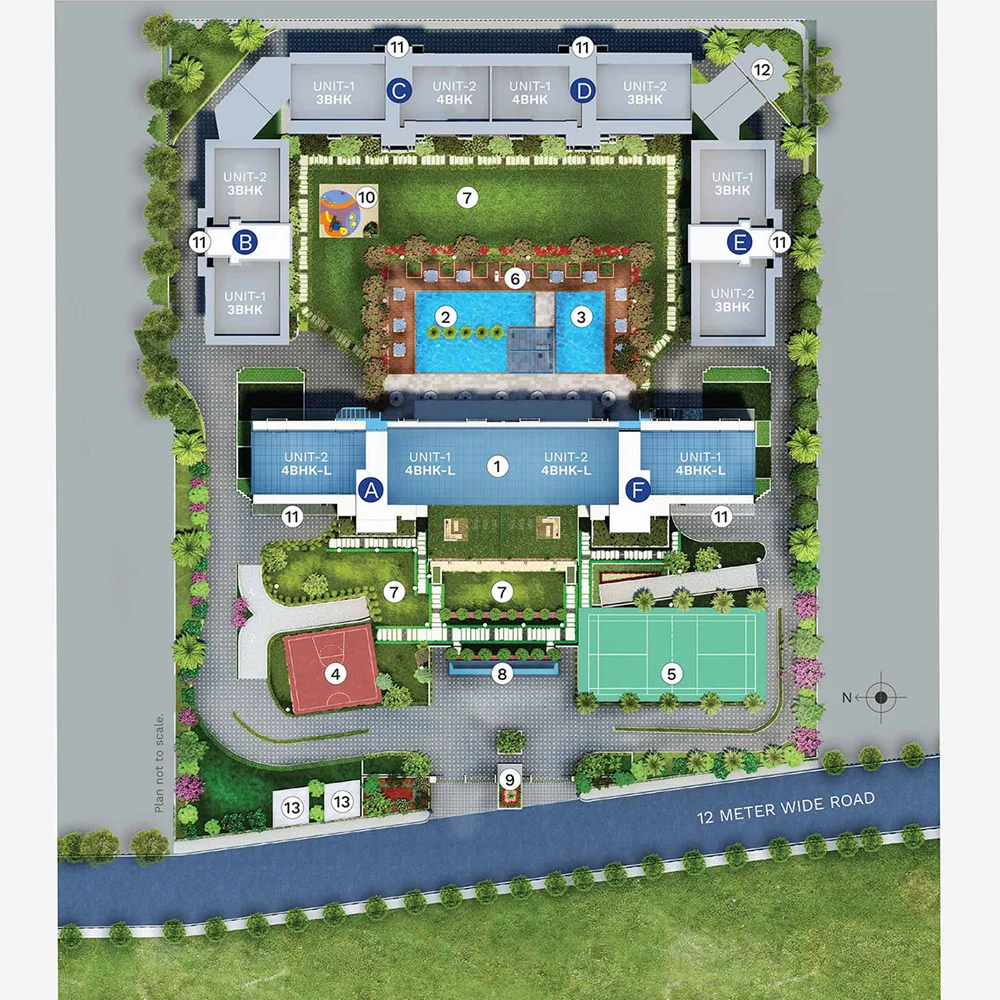 11
11
12
UNIT-1
3BHK
C
UNIT-2
4BHK
UNIT-1
4BHK
D
UNIT-2
3BHK
UNIT-2
3BHK
10
7
UNIT-1
3BHK
11
B
E
11
6
UNIT-1
3BHK
2
3
UNIT-2
3BHK
UNIT-2
4BHK-L
UNIT-1
4BHK-L
1
UNIT-2
4BHK-L
UNIT-1
4BHK-L
A
F
11
11
7
7
4
8
5
N
Plan not to scale.
9
13
13
12 METER WIDE ROAD